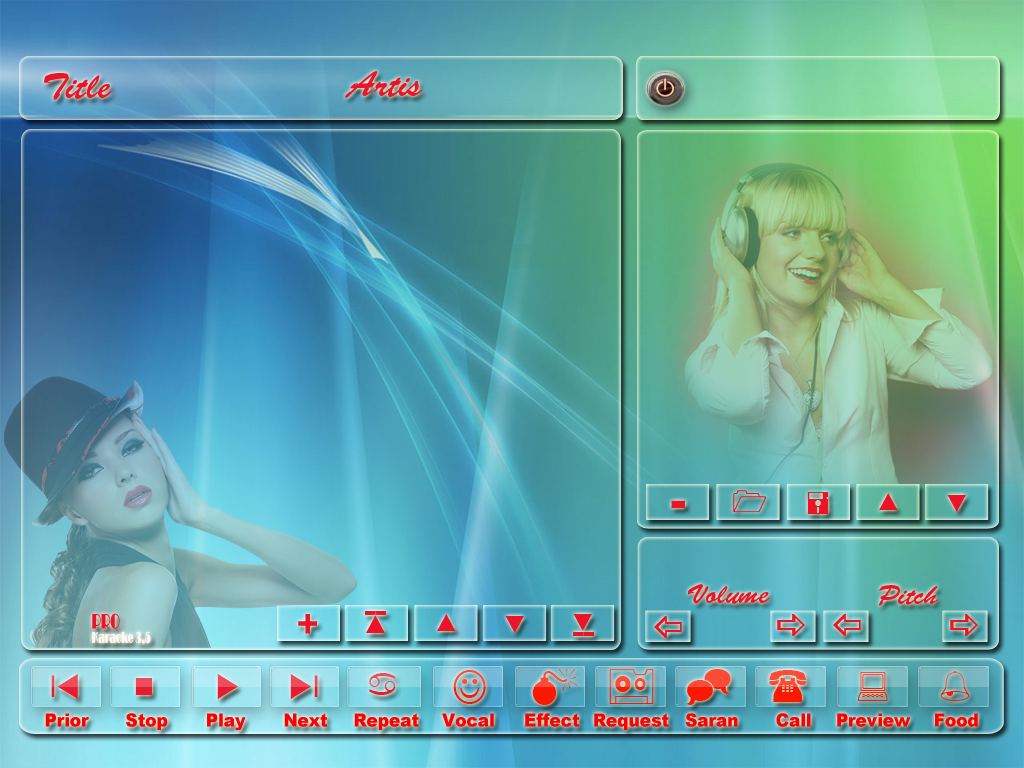 Title
Artis
PRO
Karaoke 3,5
Volume
Pitch
Prior
Stop
Play
Next
Repeat
Vocal
Effect
Request
Saran
Call
Preview
Food